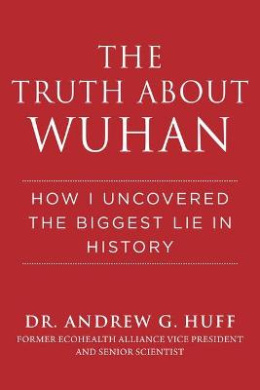 THE
TRUTH ABOUT
WUHAN
HOW I UNCOVERED
THE BIGGEST LIE IN
HISTORY
DR. ANDREW G. HUFF
FORMER ECOHEALTH ALLIANCE VICE PRESIDENT
AND SENIOR SCIENTIST